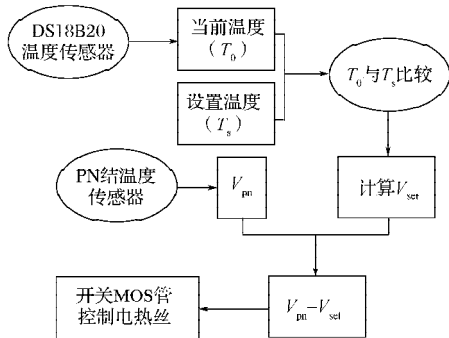 DS18B20
温度传感器
当前温度
(T₀)
设置温度
(Tₛ)
T₀与Tₛ比较
PN结温度
传感器
Vpn
计算Vset
开关MOS管
控制电热丝
Vpn−Vset